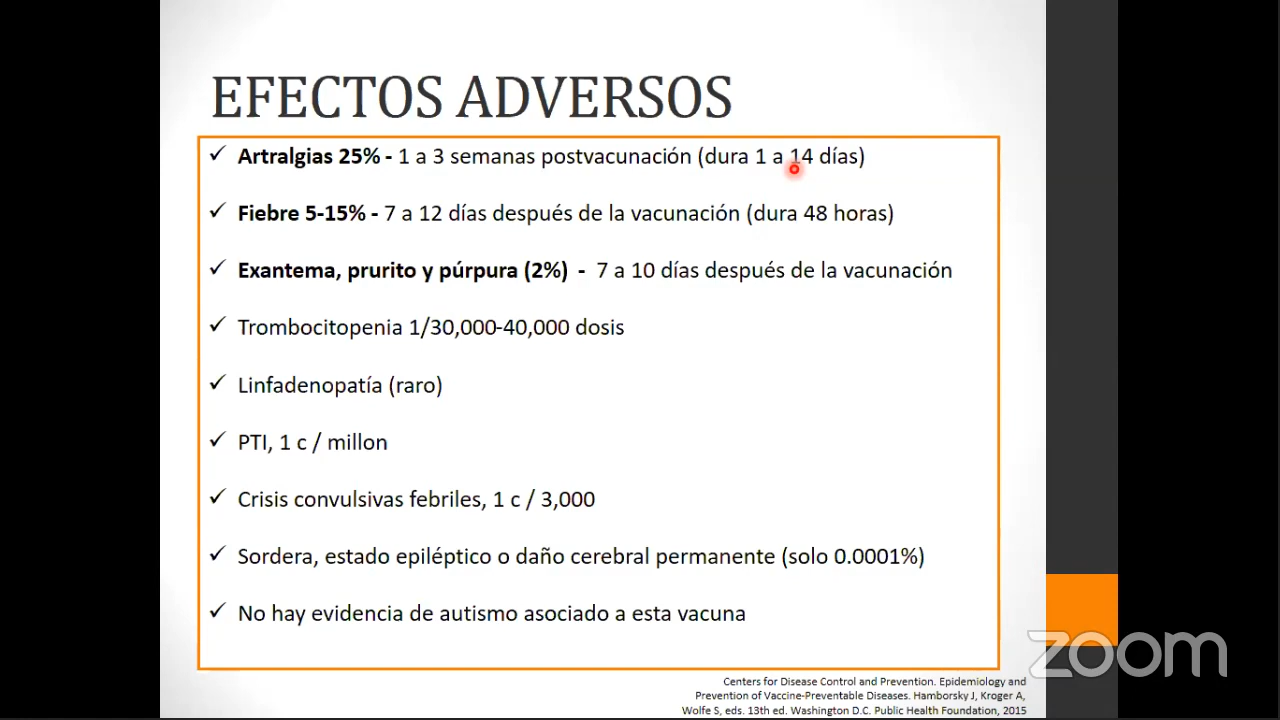 EFECTOS ADVERSOS
✓ Artralgias 25% - 1 a 3 semanas postvacunación (dura 1 a 14 días)
✓ Fiebre 5-15% - 7 a 12 días después de la vacunación (dura 48 horas)
✓ Exantema, prurito y púrpura (2%) - 7 a 10 días después de la vacunación
✓ Trombocitopenia 1/30,000-40,000 dosis
✓ Linfadenopatía (raro)
✓ PTI, 1 c / millon
✓ Crisis convulsivas febriles, 1 c / 3,000
✓ Sordera, estado epiléptico o daño cerebral permanente (solo 0.0001%)
✓ No hay evidencia de autismo asociado a esta vacuna
zoom
Centers for Disease Control and Prevention. Epidemiology and
Prevention of Vaccine-Preventable Diseases. Hamborsky J, Kroger A,
Wolfe S, eds. 13th ed. Washington D.C. Public Health Foundation, 2015